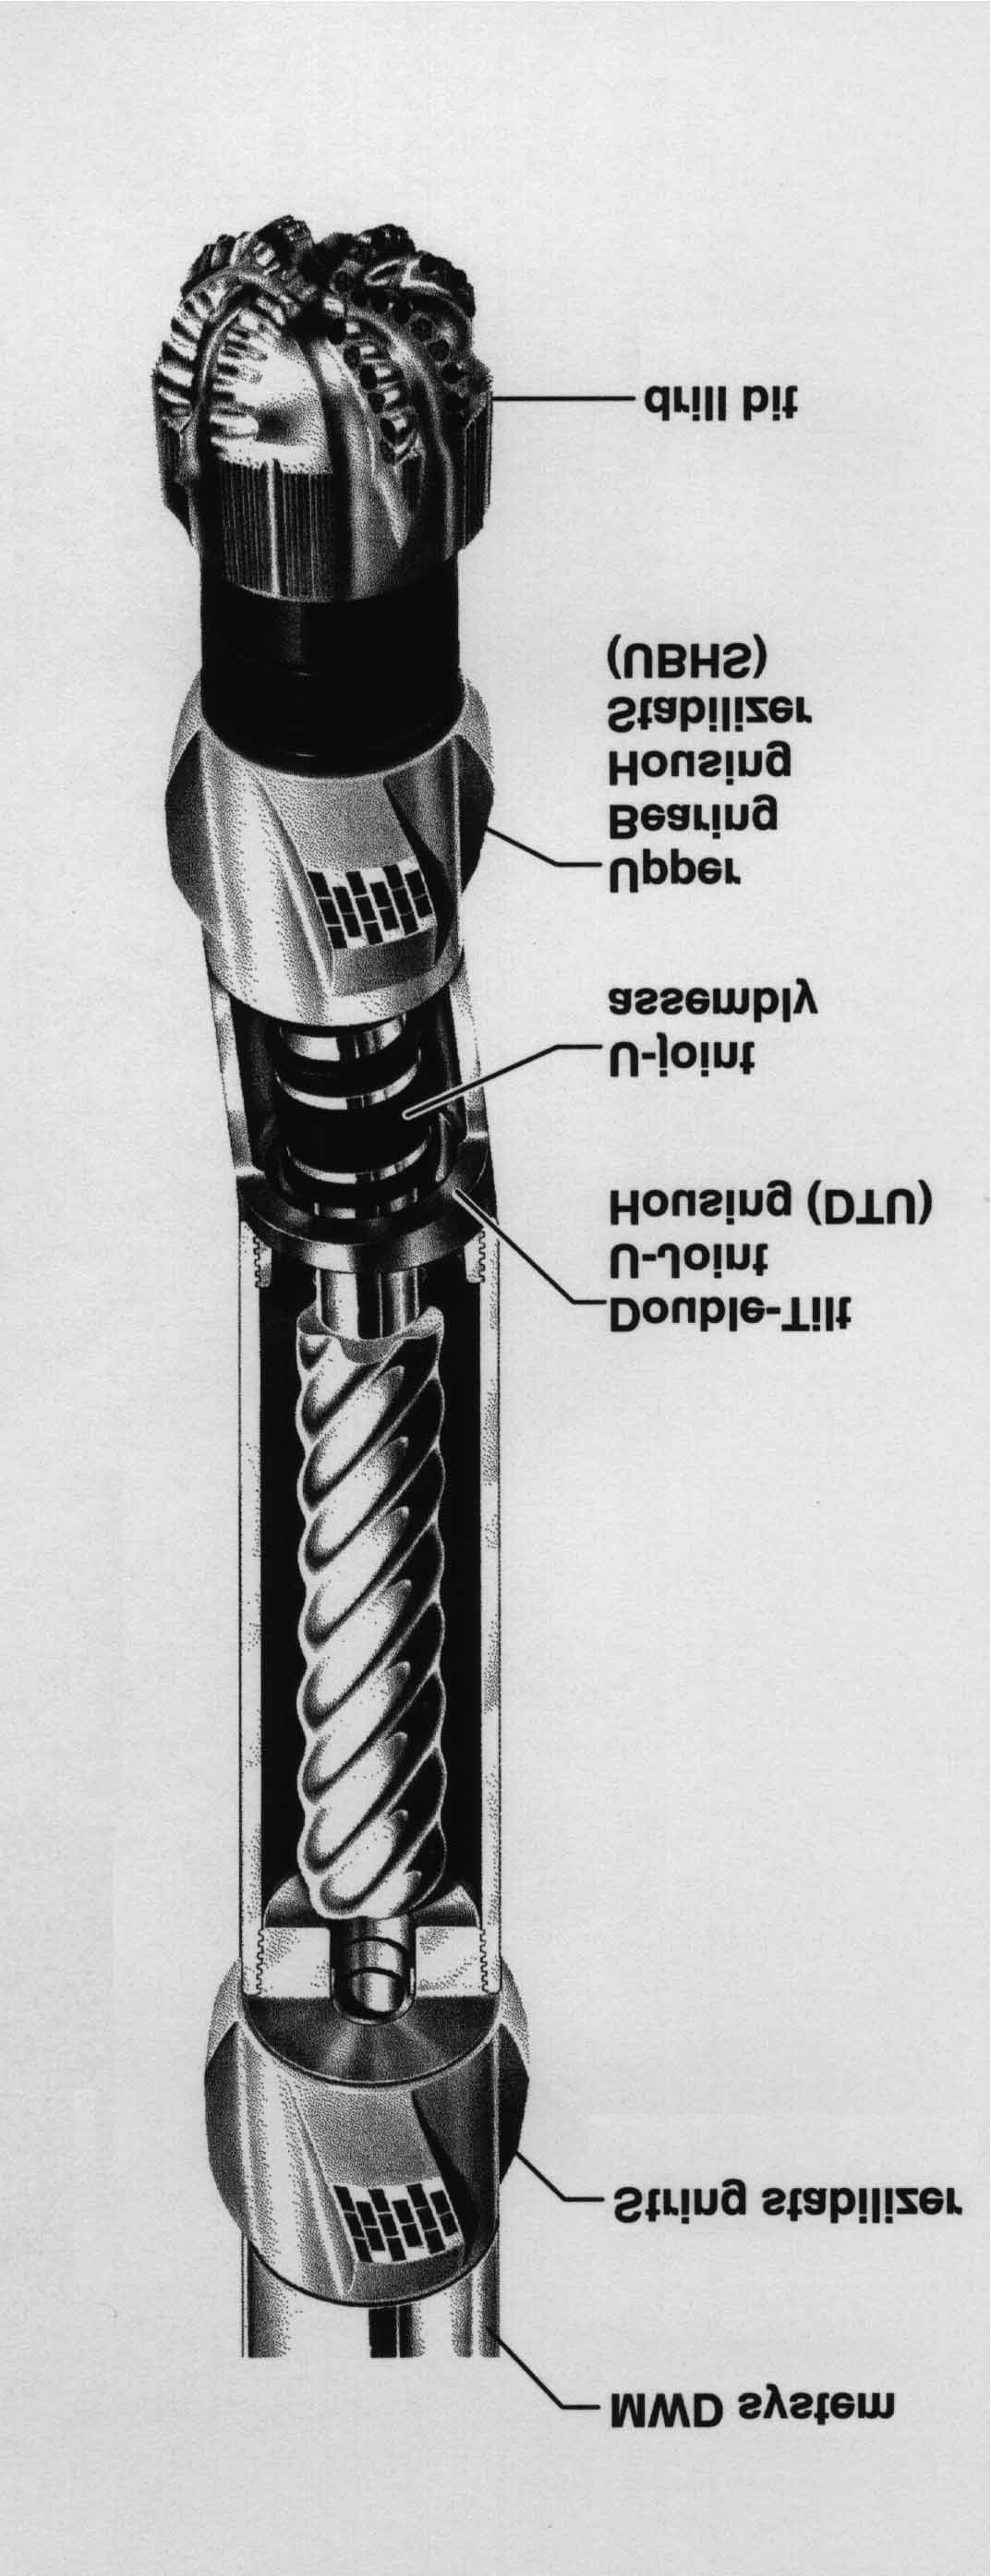 MWD system
String stabilizer
Double-Tilt
U-Joint
Housing (DTU)
U-joint
assembly
Upper
Bearing
Housing
Stabilizer
(UBHS)
drill bit